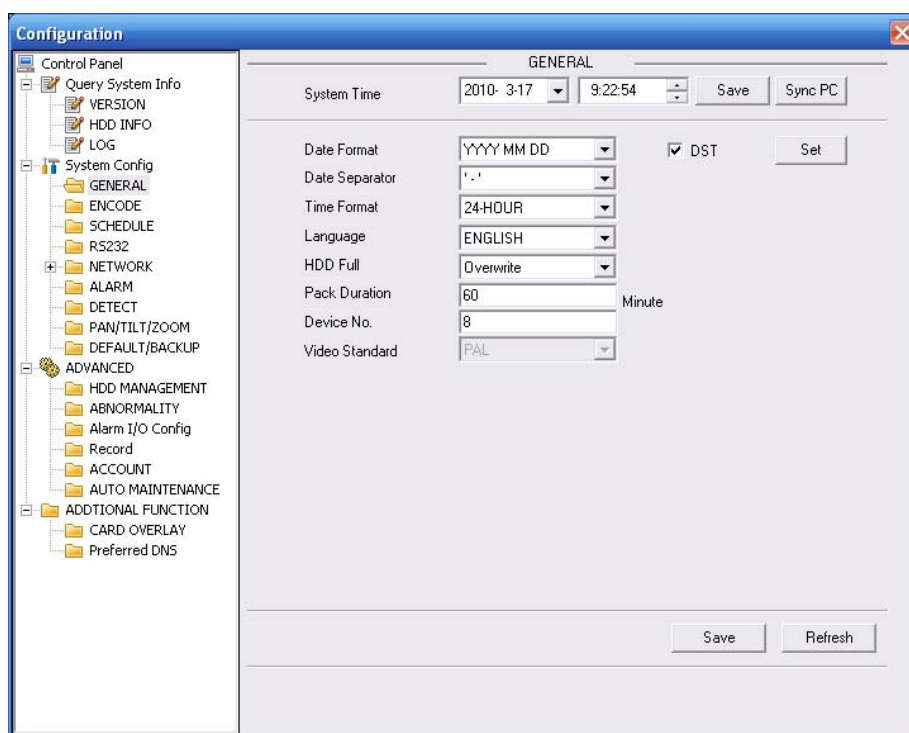 Configuration
Control Panel
Query System Info
VERSION
HDD INFO
LOG
System Config
GENERAL
ENCODE
SCHEDULE
RS232
NETWORK
ALARM
DETECT
PAN/TILT/ZOOM
DEFAULT/BACKUP
ADVANCED
HDD MANAGEMENT
ABNORMALITY
Alarm I/O Config
Record
ACCOUNT
AUTO MAINTENANCE
ADDTIONAL FUNCTION
CARD OVERLAY
Preferred DNS
GENERAL
System Time 2010- 3-17 9:22:54 Save Sync PC
Date Format YYYY MM DD DST Set
Date Separator '-'
Time Format 24-HOUR
Language ENGLISH
HDD Full Overwrite
Pack Duration 60 Minute
Device No. 8
Video Standard PAL
Save Refresh